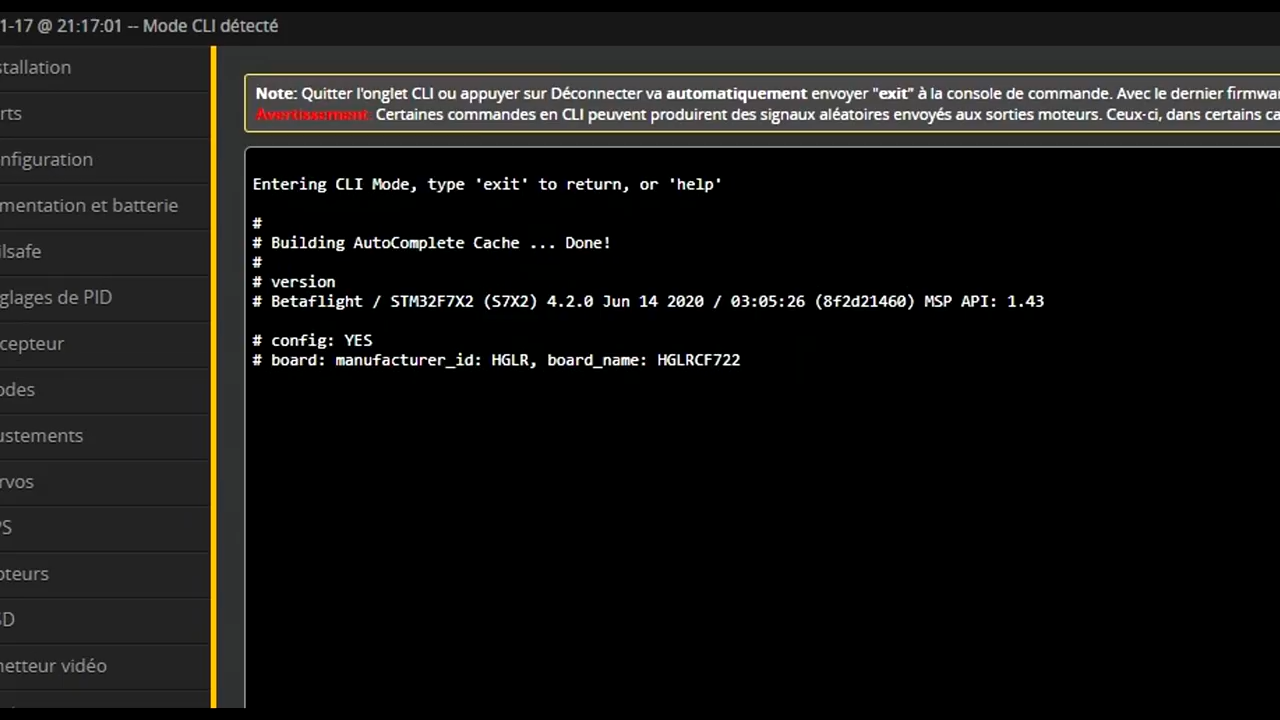 1-17 @ 21:17:01 -- Mode CLI détecté
stallation
rts
nfiguration
mentation et batterie
ilsafe
glages de PID
cepteur
odes
ustements
rvos
PS
oteurs
SD
netteur vidéo
Note: Quitter l'onglet CLI ou appuyer sur Déconnecter va automatiquement envoyer "exit" à la console de commande. Avec le dernier firmwa
Avertissement: Certaines commandes en CLI peuvent produirent des signaux aléatoires envoyés aux sorties moteurs. Ceux-ci, dans certains ca
Entering CLI Mode, type 'exit' to return, or 'help'
#
# Building AutoComplete Cache ... Done!
#
# version
# Betaflight / STM32F7X2 (S7X2) 4.2.0 Jun 14 2020 / 03:05:26 (8f2d21460) MSP API: 1.43
# config: YES
# board: manufacturer_id: HGLR, board_name: HGLRCF722